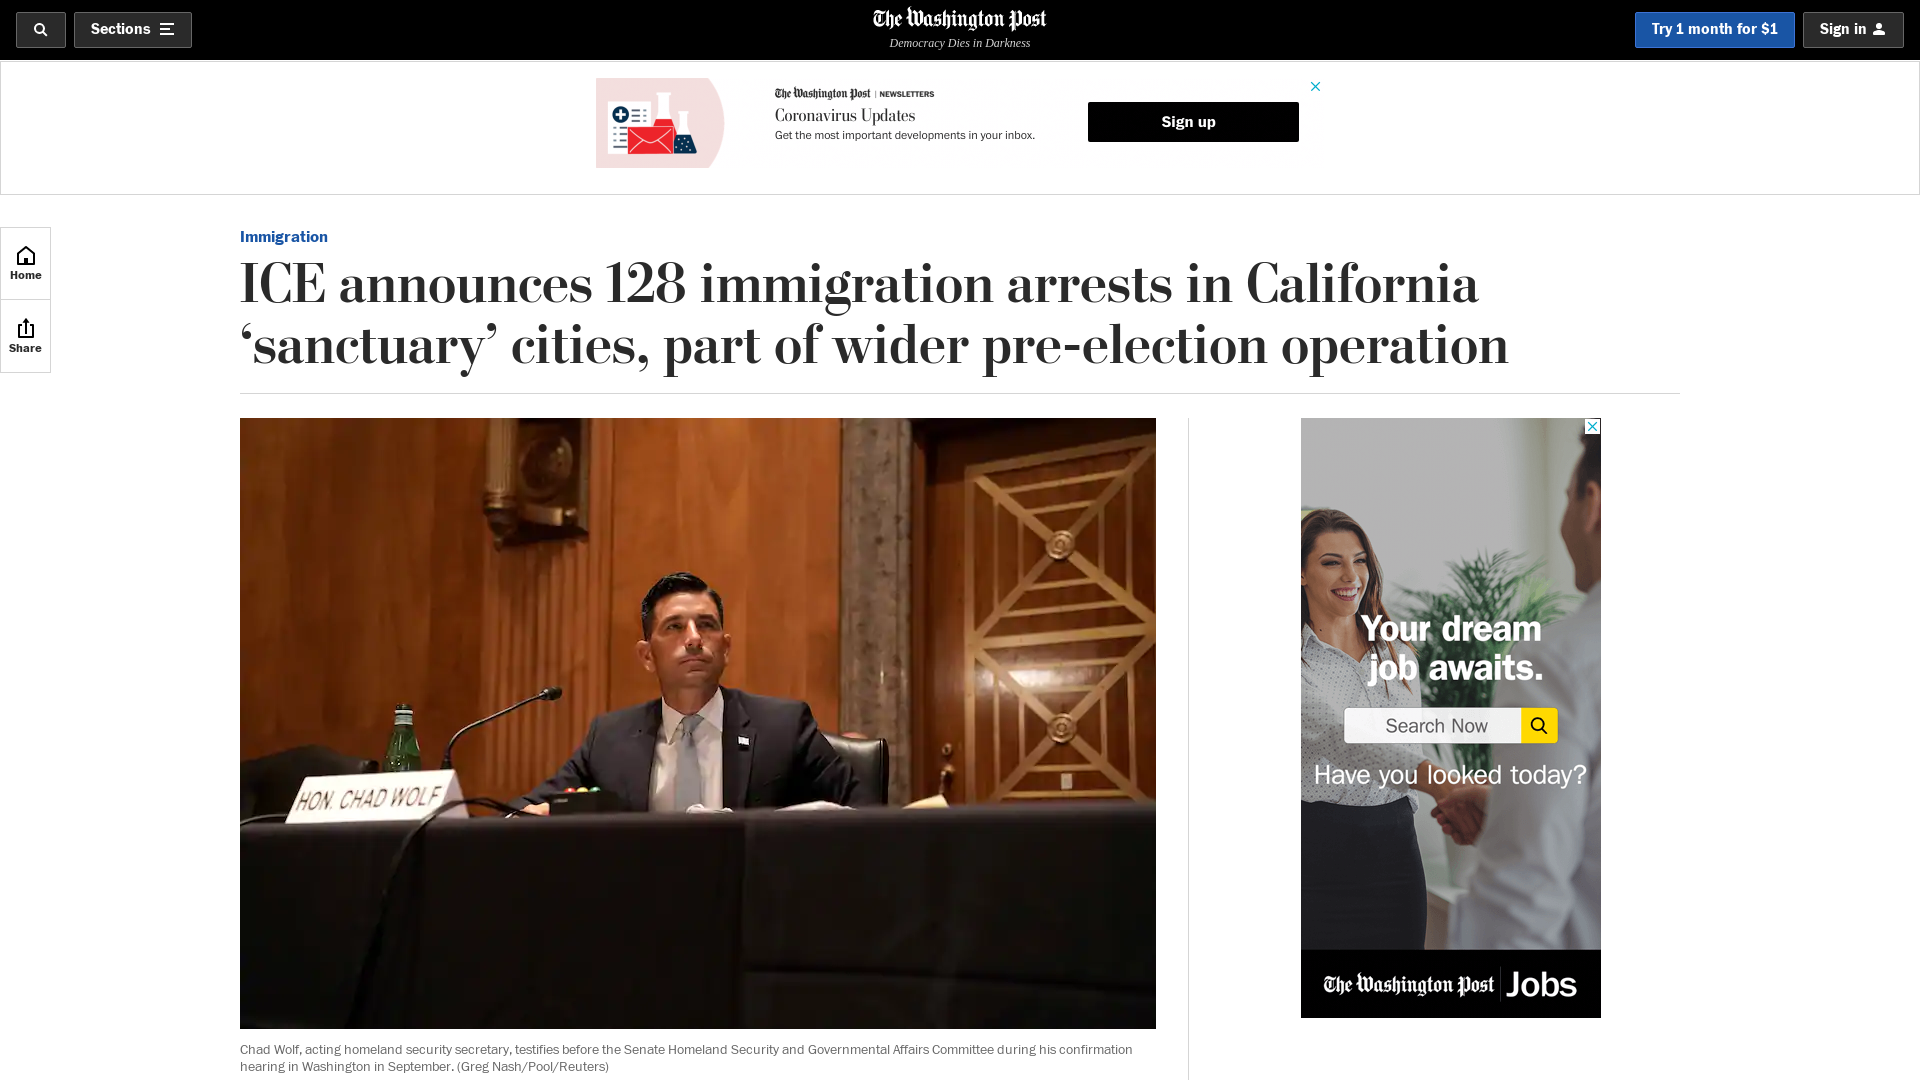 Sections
The Washington Post
Democracy Dies in Darkness
Try 1 month for $1
Sign in
The Washington Post | NEWSLETTERS
Coronavirus Updates
Get the most important developments in your inbox.
Sign up
Home
Share
Immigration
ICE announces 128 immigration arrests in California
‘sanctuary’ cities, part of wider pre-election operation
HON. CHAD WOLF
Chad Wolf, acting homeland security secretary, testifies before the Senate Homeland Security and Governmental Affairs Committee during his confirmation
hearing in Washington in September. (Greg Nash/Pool/Reuters)
Your dream
job awaits.
Search Now
Have you looked today?
The Washington Post Jobs